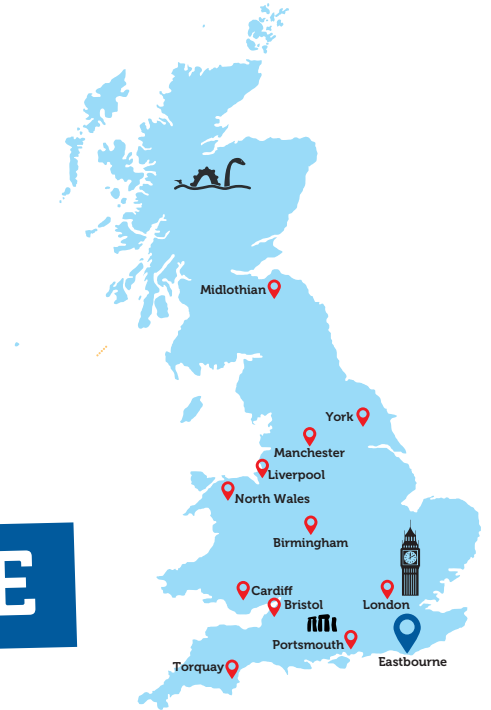 Midlothian
York
Manchester
Liverpool
North Wales
Birmingham
E
Cardiff
Bristol
London
Portsmouth
Eastbourne
Torquay